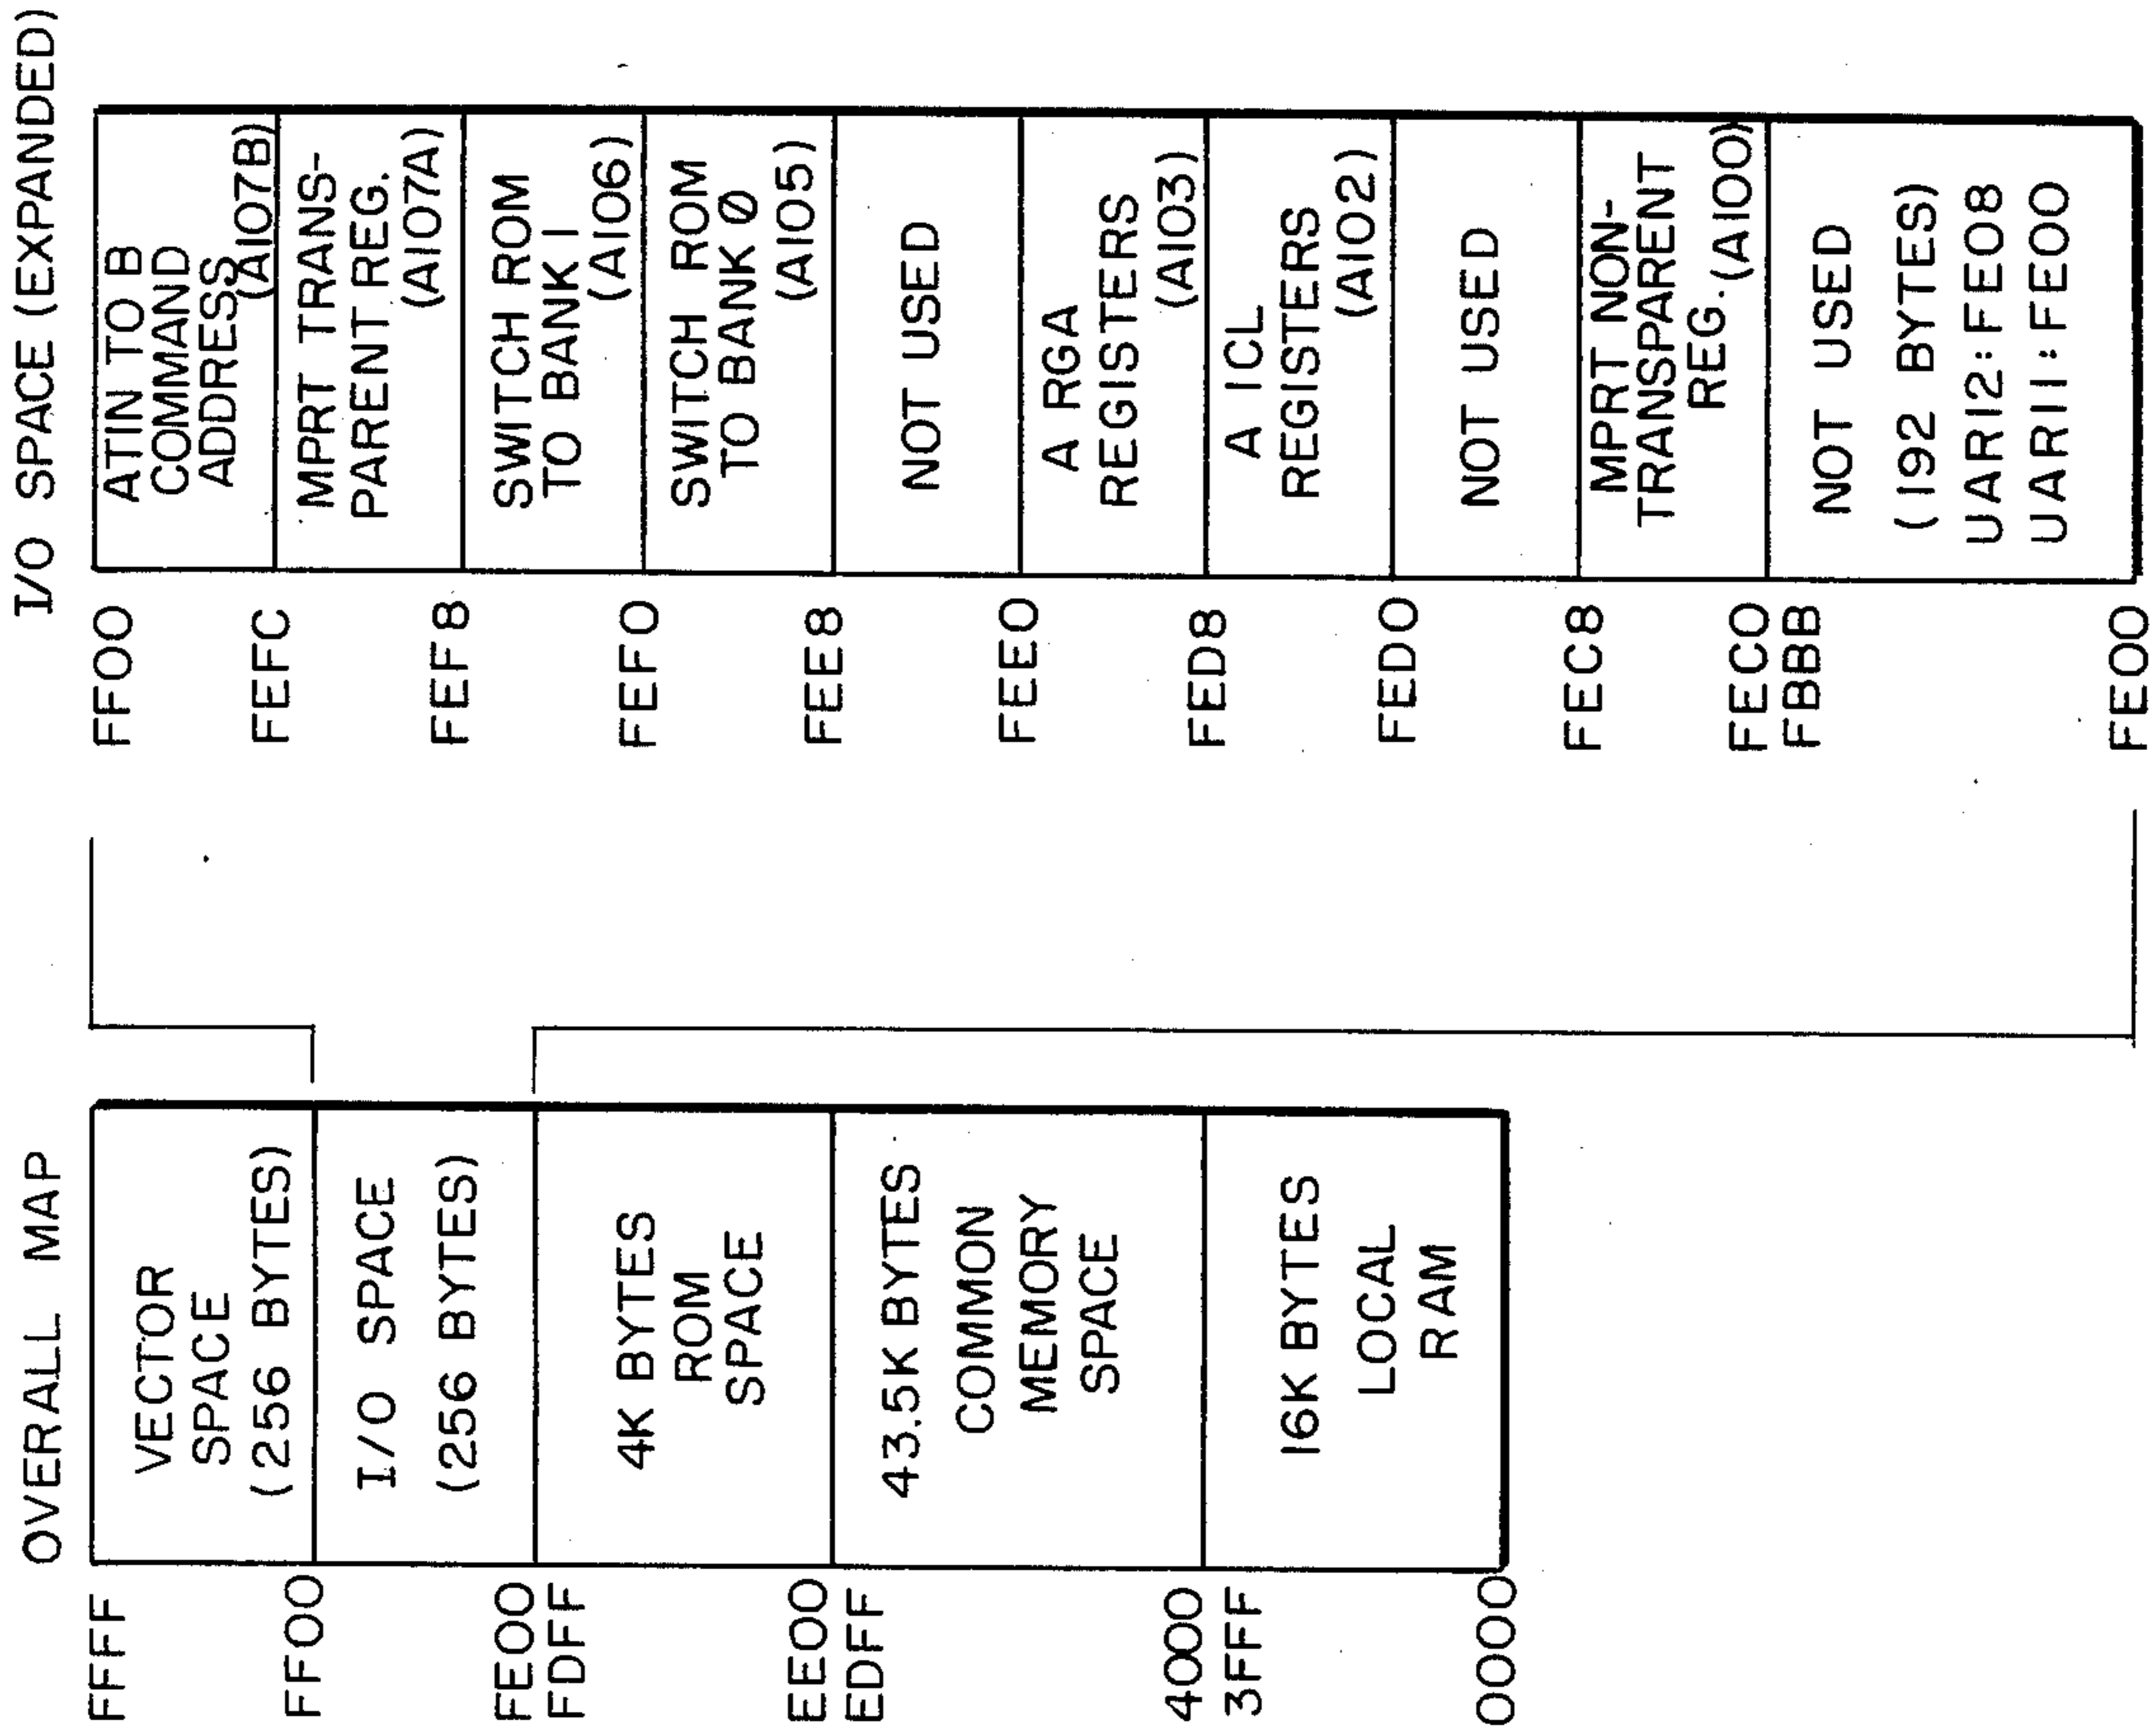 OVERALL MAP
FFFF
VECTOR
SPACE
(256 BYTES)
FF00
I/O SPACE
(256 BYTES)
FE00
FDFF
4K BYTES
ROM
SPACE
EE00
EDFF
43.5K BYTES
COMMON
MEMORY
SPACE
4000
3FFF
16K BYTES
LOCAL
RAM
0000
I/O SPACE (EXPANDED)
FF00
ATIN TO B
COMMAND
ADDRESS
(AIO7B)
FEFC
MPRT TRANS-
PARENT REG.
(AIO7A)
FEF8
SWITCH ROM
TO BANK 1
(AIO6)
FEF0
SWITCH ROM
TO BANK 0
(AIO5)
FEE8
NOT USED
FEE0
A RGA
REGISTERS
(AIO3)
FED8
A ICL
REGISTERS
(AIO2)
FED0
NOT USED
FEC8
MPRT NON-
TRANSPARENT
REG. (AIO0)
FEC0
FBBB
NOT USED
(192 BYTES)
UAR12:FE08
UAR11:FE00
FE00